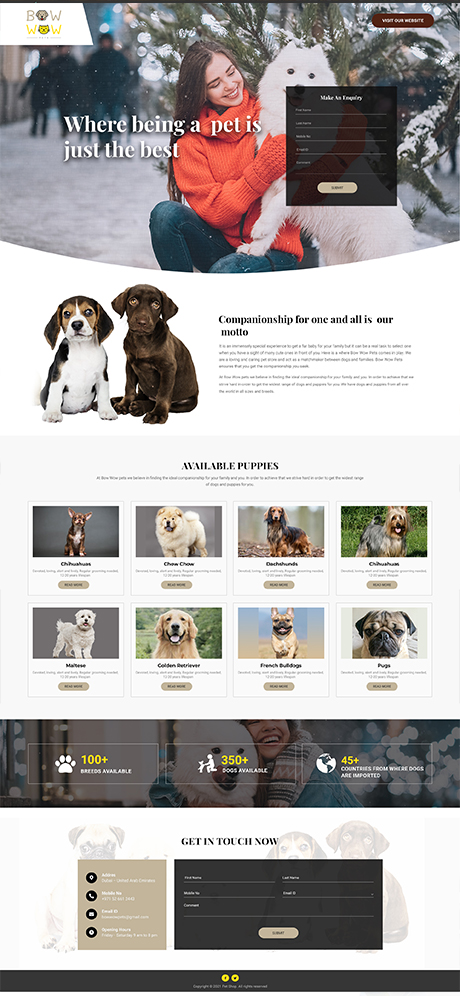 BOW
WOW
VISIT OUR WEBSITE
Where being a pet is
just the best
Make An Enquiry
First Name
Last Name
Mobile No
Email ID
Comment
SUBMIT
Companionship for one and all is our
motto
It is an immensely special experience to get a fur baby for your family but it can be a real task to select one
when you have a sight of many cute ones in front of you. Here is a where Bow Wow Pets comes in play. We
are a loving and caring pet store and act as a matchmaker between dogs and families. Bow Wow Pets
ensures that you get the companionship you seek.
At Bow Wow pets we believe in finding the ideal companionship for your family and you. In order to achieve that we
strive hard in order to get the widest range of dogs and puppies for you. We have dogs and puppies from all over
the world in all sizes and breeds.
AVAILABLE PUPPIES
At Bow Wow pets we believe in finding the ideal companionship for your family and you. In order to achieve that we strive hard in order to get the widest range
of dogs and puppies for you.
Chihuahuas
Devoted, loving, alert and lively. Regular grooming needed.
12-20 years lifespan
READ MORE
Chow Chow
Devoted, loving, alert and lively. Regular grooming needed.
12-20 years lifespan
READ MORE
Dachshunds
Devoted, loving, alert and lively. Regular grooming needed.
12-20 years lifespan
READ MORE
Chihuahuas
Devoted, loving, alert and lively. Regular grooming needed.
12-20 years lifespan
READ MORE
Maltese
Devoted, loving, alert and lively. Regular grooming needed.
12-20 years lifespan
READ MORE
Golden Retriever
Devoted, loving, alert and lively. Regular grooming needed.
12-20 years lifespan
READ MORE
French Bulldogs
Devoted, loving, alert and lively. Regular grooming needed.
12-20 years lifespan
READ MORE
Pugs
Devoted, loving, alert and lively. Regular grooming needed.
12-20 years lifespan
READ MORE
100+
BREEDS AVAILABLE
350+
DOGS AVAILABLE
45+
COUNTRIES FROM WHERE DOGS
ARE IMPORTED
GET IN TOUCH NOW
Addres
Dubai - United Arab Emirates
Mobile No
Email ID
Opening Hours
Friday - Saturday 9 am to 9 pm
First Name
Last Name
Mobile No
Email ID
Comment
SUBMIT
Copyright © 2021 Pet Shop. All rights reserved.